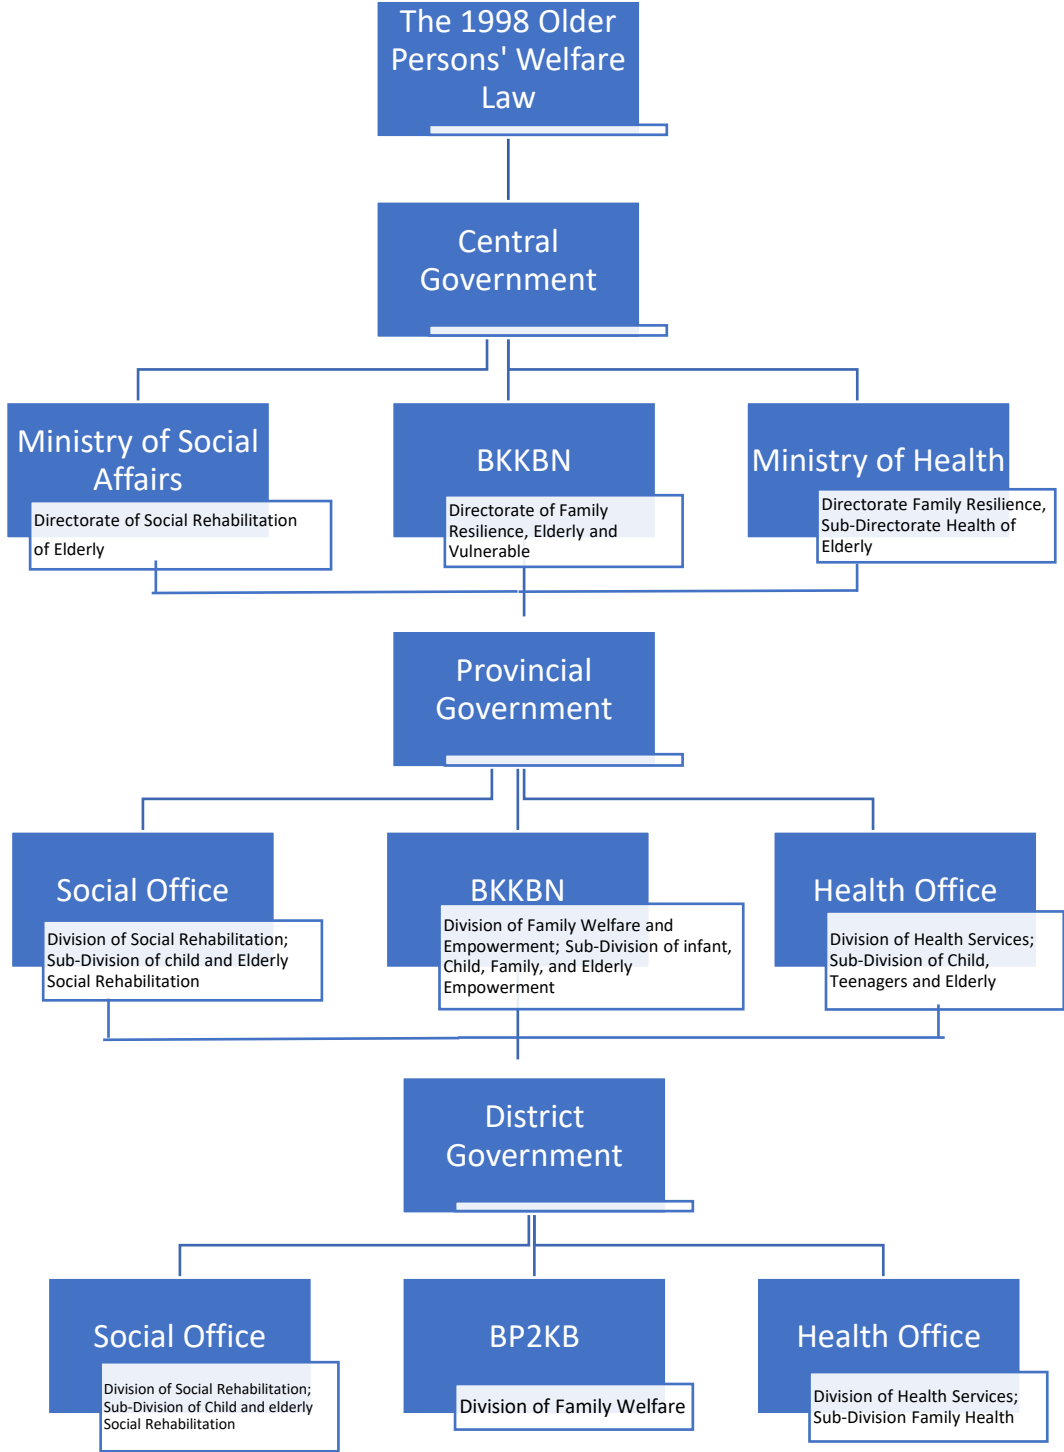 The 1998 Older
Persons' Welfare
Law
Central
Government
Ministry of Social
Affairs
Directorate of Social Rehabilitation
of Elderly
BKKBN
Directorate of Family
Resilience, Elderly and
Vulnerable
Ministry of Health
Directorate Family Resilience,
Sub-Directorate Health of
Elderly
Provincial
Government
Social Office
Division of Social Rehabilitation;
Sub-Division of child and Elderly
Social Rehabilitation
BKKBN
Division of Family Welfare and
Empowerment; Sub-Division of infant,
Child, Family, and Elderly
Empowerment
Health Office
Division of Health Services;
Sub-Division of Child,
Teenagers and Elderly
District
Government
Social Office
Division of Social Rehabilitation;
Sub-Division of Child and elderly
Social Rehabilitation
BP2KB
Division of Family Welfare
Health Office
Division of Health Services;
Sub-Division Family Health